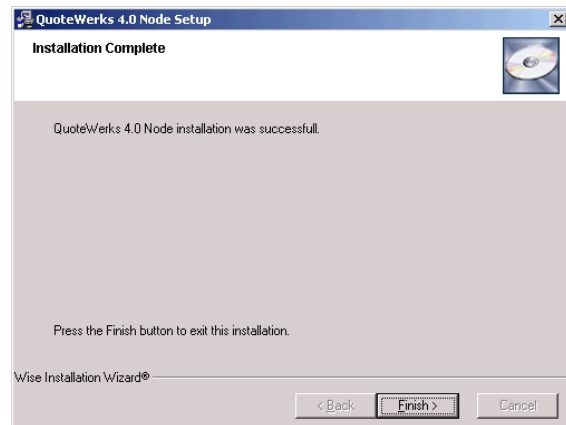 QuoteWerks 4.0 Node Setup
Installation Complete
QuoteWerks 4.0 Node installation was successfull.
Press the Finish button to exit this installation.
Wise Installation Wizard®
< Back Finish > Cancel